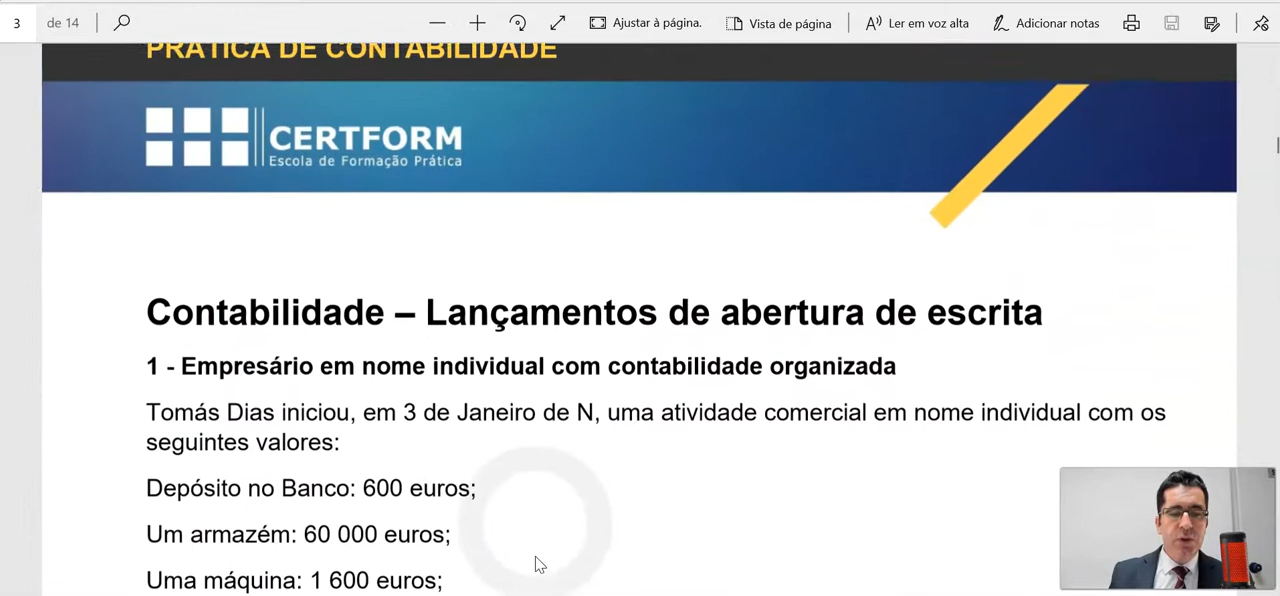 3 de 14 Ajustar à página. Vista de página Ler em voz alta Adicionar notas
PRÁTICA DE CONTABILIDADE
CERTFORM
Escola de Formação Prática
Contabilidade – Lançamentos de abertura de escrita
1 - Empresário em nome individual com contabilidade organizada
Tomás Dias iniciou, em 3 de Janeiro de N, uma atividade comercial em nome individual com os
seguintes valores:
Depósito no Banco: 600 euros;
Um armazém: 60 000 euros;
Uma máquina: 1 600 euros;